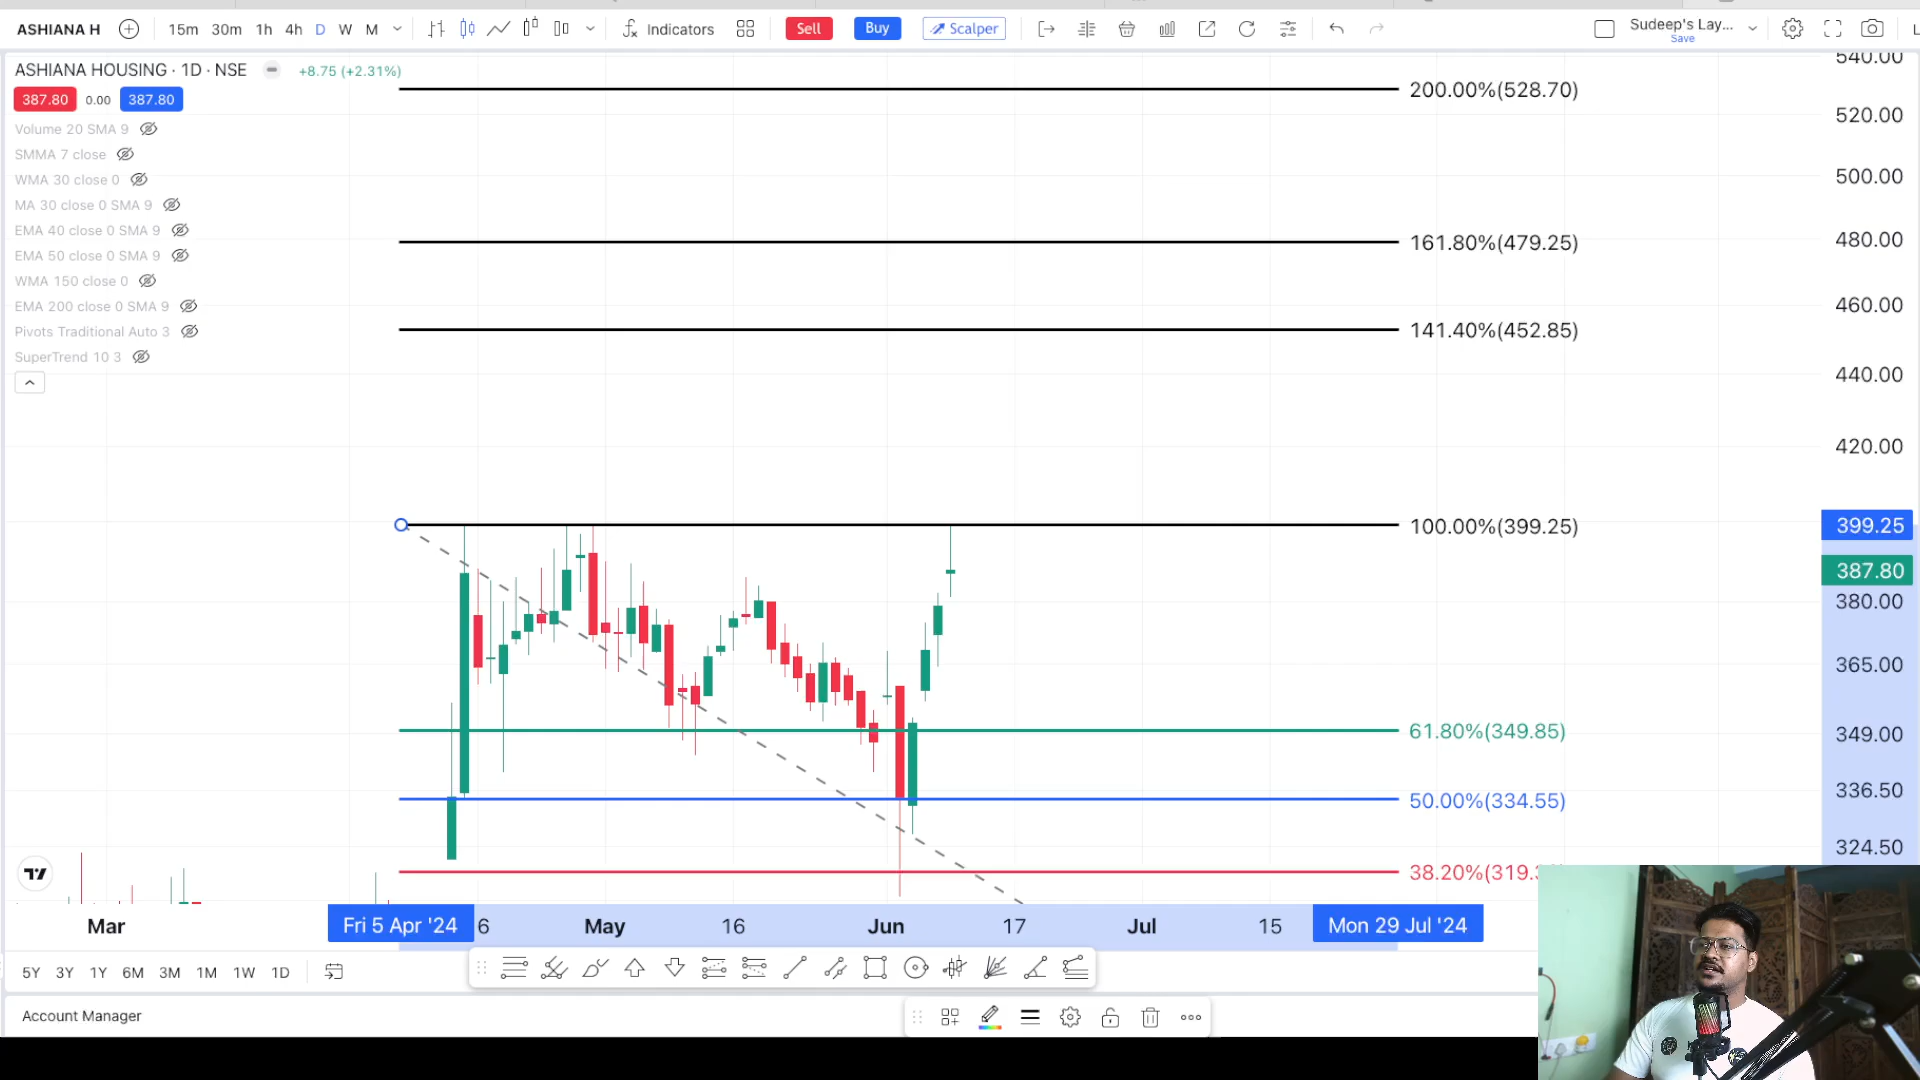 ASHIANA H 15m 30m 1h 4h D W M Indicators Sell Buy Scalper Sudeep's Lay...
Save
ASHIANA HOUSING · 1D · NSE +8.75 (+2.31%)
387.80 0.00 387.80
Volume 20 SMA 9
SMMA 7 close
WMA 30 close 0
MA 30 close 0 SMA 9
EMA 40 close 0 SMA 9
EMA 50 close 0 SMA 9
WMA 150 close 0
EMA 200 close 0 SMA 9
Pivots Traditional Auto 3
SuperTrend 10 3
200.00%(528.70)
161.80%(479.25)
141.40%(452.85)
100.00%(399.25)
61.80%(349.85)
50.00%(334.55)
38.20%(319.
540.00
520.00
500.00
480.00
460.00
440.00
420.00
399.25
387.80
380.00
365.00
349.00
336.50
324.50
Mar Fri 5 Apr '24 6 May 16 Jun 17 Jul 15 Mon 29 Jul '24
5Y 3Y 1Y 6M 3M 1M 1W 1D
Account Manager